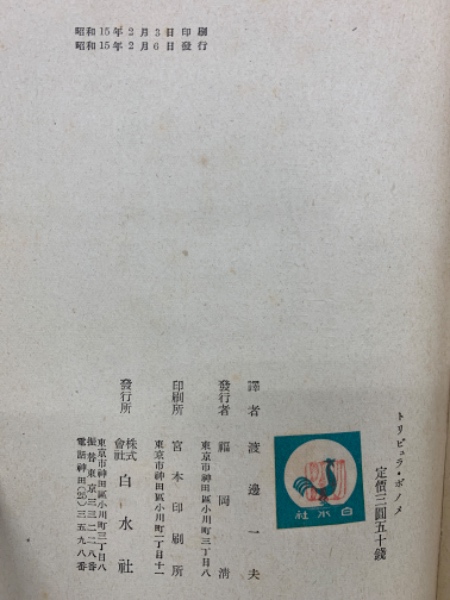 昭和15年2月3日印刷
昭和15年2月6日發行
トリビュラ・ボノメ
定價三圓五十錢
白水社
譯者 渡邊一夫
發行者 福岡清
東京市神田區小川町三丁目八
印刷所 宮本印刷所
東京市神田區小川町一丁目十一
發行所 株式會社 白水社
東京市神田區小川町三丁目八
振替東京三三二二八番
電話神田(25)三五九八番